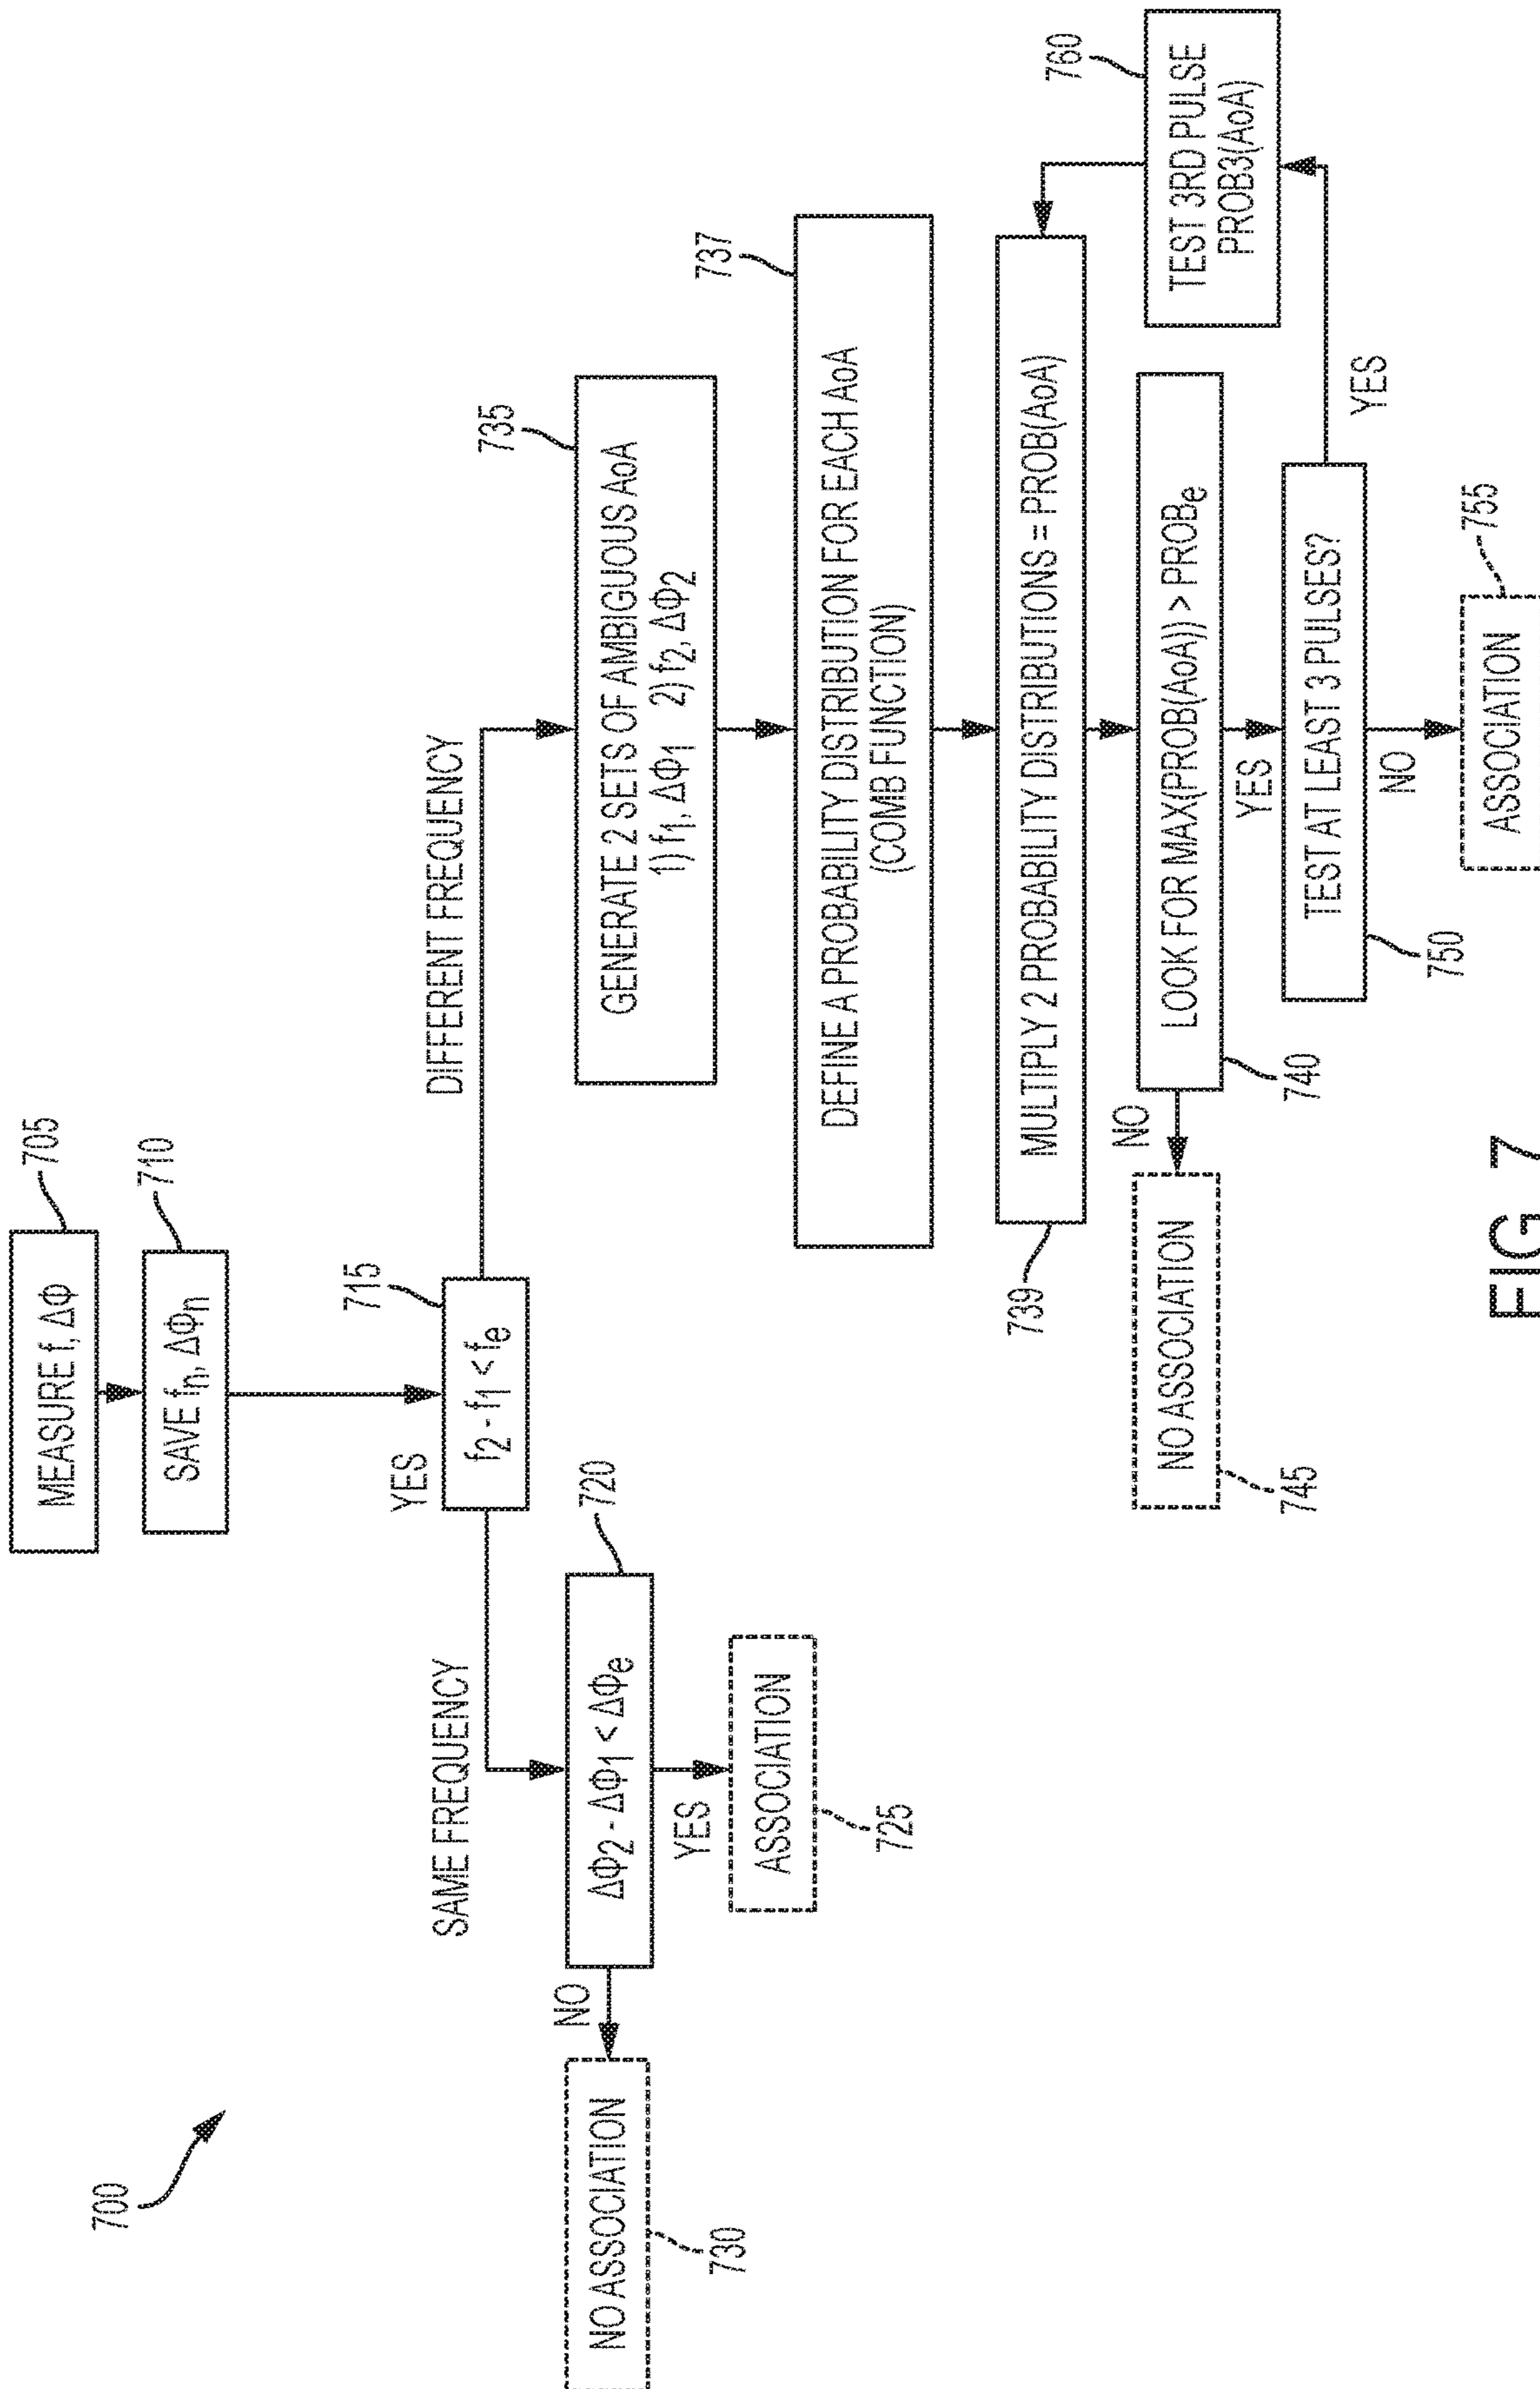 700
MEASURE f, ΔΦ
705
SAVE fn, ΔΦn
710
YES
f2 - f1 < fe
715
SAME FREQUENCY
DIFFERENT FREQUENCY
ΔΦ2 - ΔΦ1 < ΔΦe
720
NO
NO ASSOCIATION
730
YES
ASSOCIATION
725
GENERATE 2 SETS OF AMBIGUOUS AoA
1) f1, ΔΦ1 2) f2, ΔΦ2
735
DEFINE A PROBABILITY DISTRIBUTION FOR EACH AoA
(COMB FUNCTION)
737
MULTIPLY 2 PROBABILITY DISTRIBUTIONS = PROB(AoA)
739
LOOK FOR MAX(PROB(AoA)) > PROBe
740
NO
NO ASSOCIATION
745
YES
TEST AT LEAST 3 PULSES?
750
YES
TEST 3RD PULSE
PROB3(AoA)
760
NO
ASSOCIATION
755
FIG 7